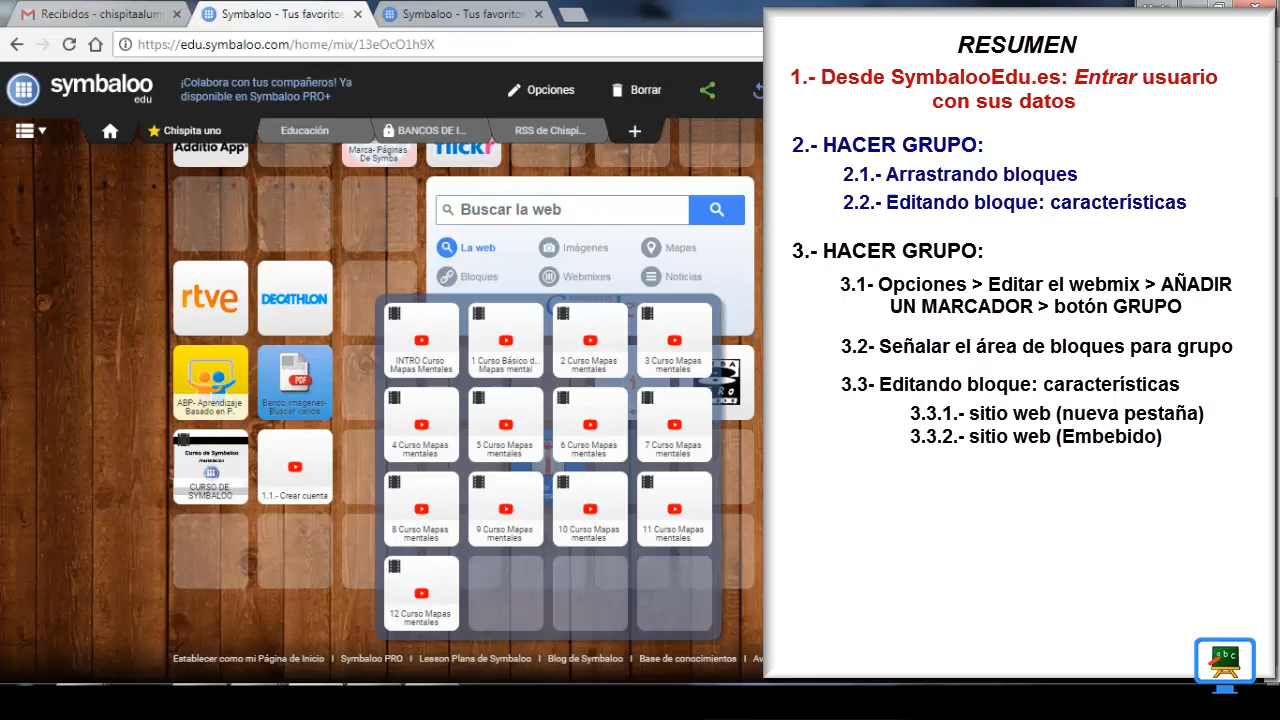 Recibidos - chispitaalum
Symbaloo - Tus favoritos
Symbaloo - Tus favoritos
https://edu.symbaloo.com/home/mix/13eOcO1h9X
symbaloo
edu
¡Colabora con tus compañeros! Ya
disponible en Symbaloo PRO+
Opciones
Borrar
Chispita uno
Educación
BANCOS DE I...
RSS de Chispi...
Additio App
Marca- Páginas
De Symba
flickr
Buscar la web
La web
Imágenes
Mapas
Bloques
Webmixes
Noticias
rtve
DECATHLON
INTRO Curso
Mapas Mentales
1 Curso Básico d...
Mapas mental
2 Curso Mapas
mentales
3 Curso Mapas
mentales
ABP- Aprendizaje
Basado en P..
PDF
Banco imagenes-
Buscar varios
4 Curso Mapas
mentales
5 Curso Mapas
mentales
6 Curso Mapas
mentales
7 Curso Mapas
mentales
Curso de Symbaloo
Presentación
CURSO DE
SYMBALOO
1.1.- Crear cuenta
8 Curso Mapas
mentales
9 Curso Mapas
mentales
10 Curso Mapas
mentales
11 Curso Mapas
mentales
12 Curso Mapas
mentales
Establecer como mi Página de Inicio
Symbaloo PRO
Lesson Plans de Symbaloo
Blog de Symbaloo
Base de conocimientos
Av
RESUMEN
1.- Desde SymbalooEdu.es: Entrar usuario
con sus datos
2.- HACER GRUPO:
2.1.- Arrastrando bloques
2.2.- Editando bloque: características
3.- HACER GRUPO:
3.1- Opciones > Editar el webmix > AÑADIR
UN MARCADOR > botón GRUPO
3.2- Señalar el área de bloques para grupo
3.3- Editando bloque: características
3.3.1.- sitio web (nueva pestaña)
3.3.2.- sitio web (Embebido)
abc